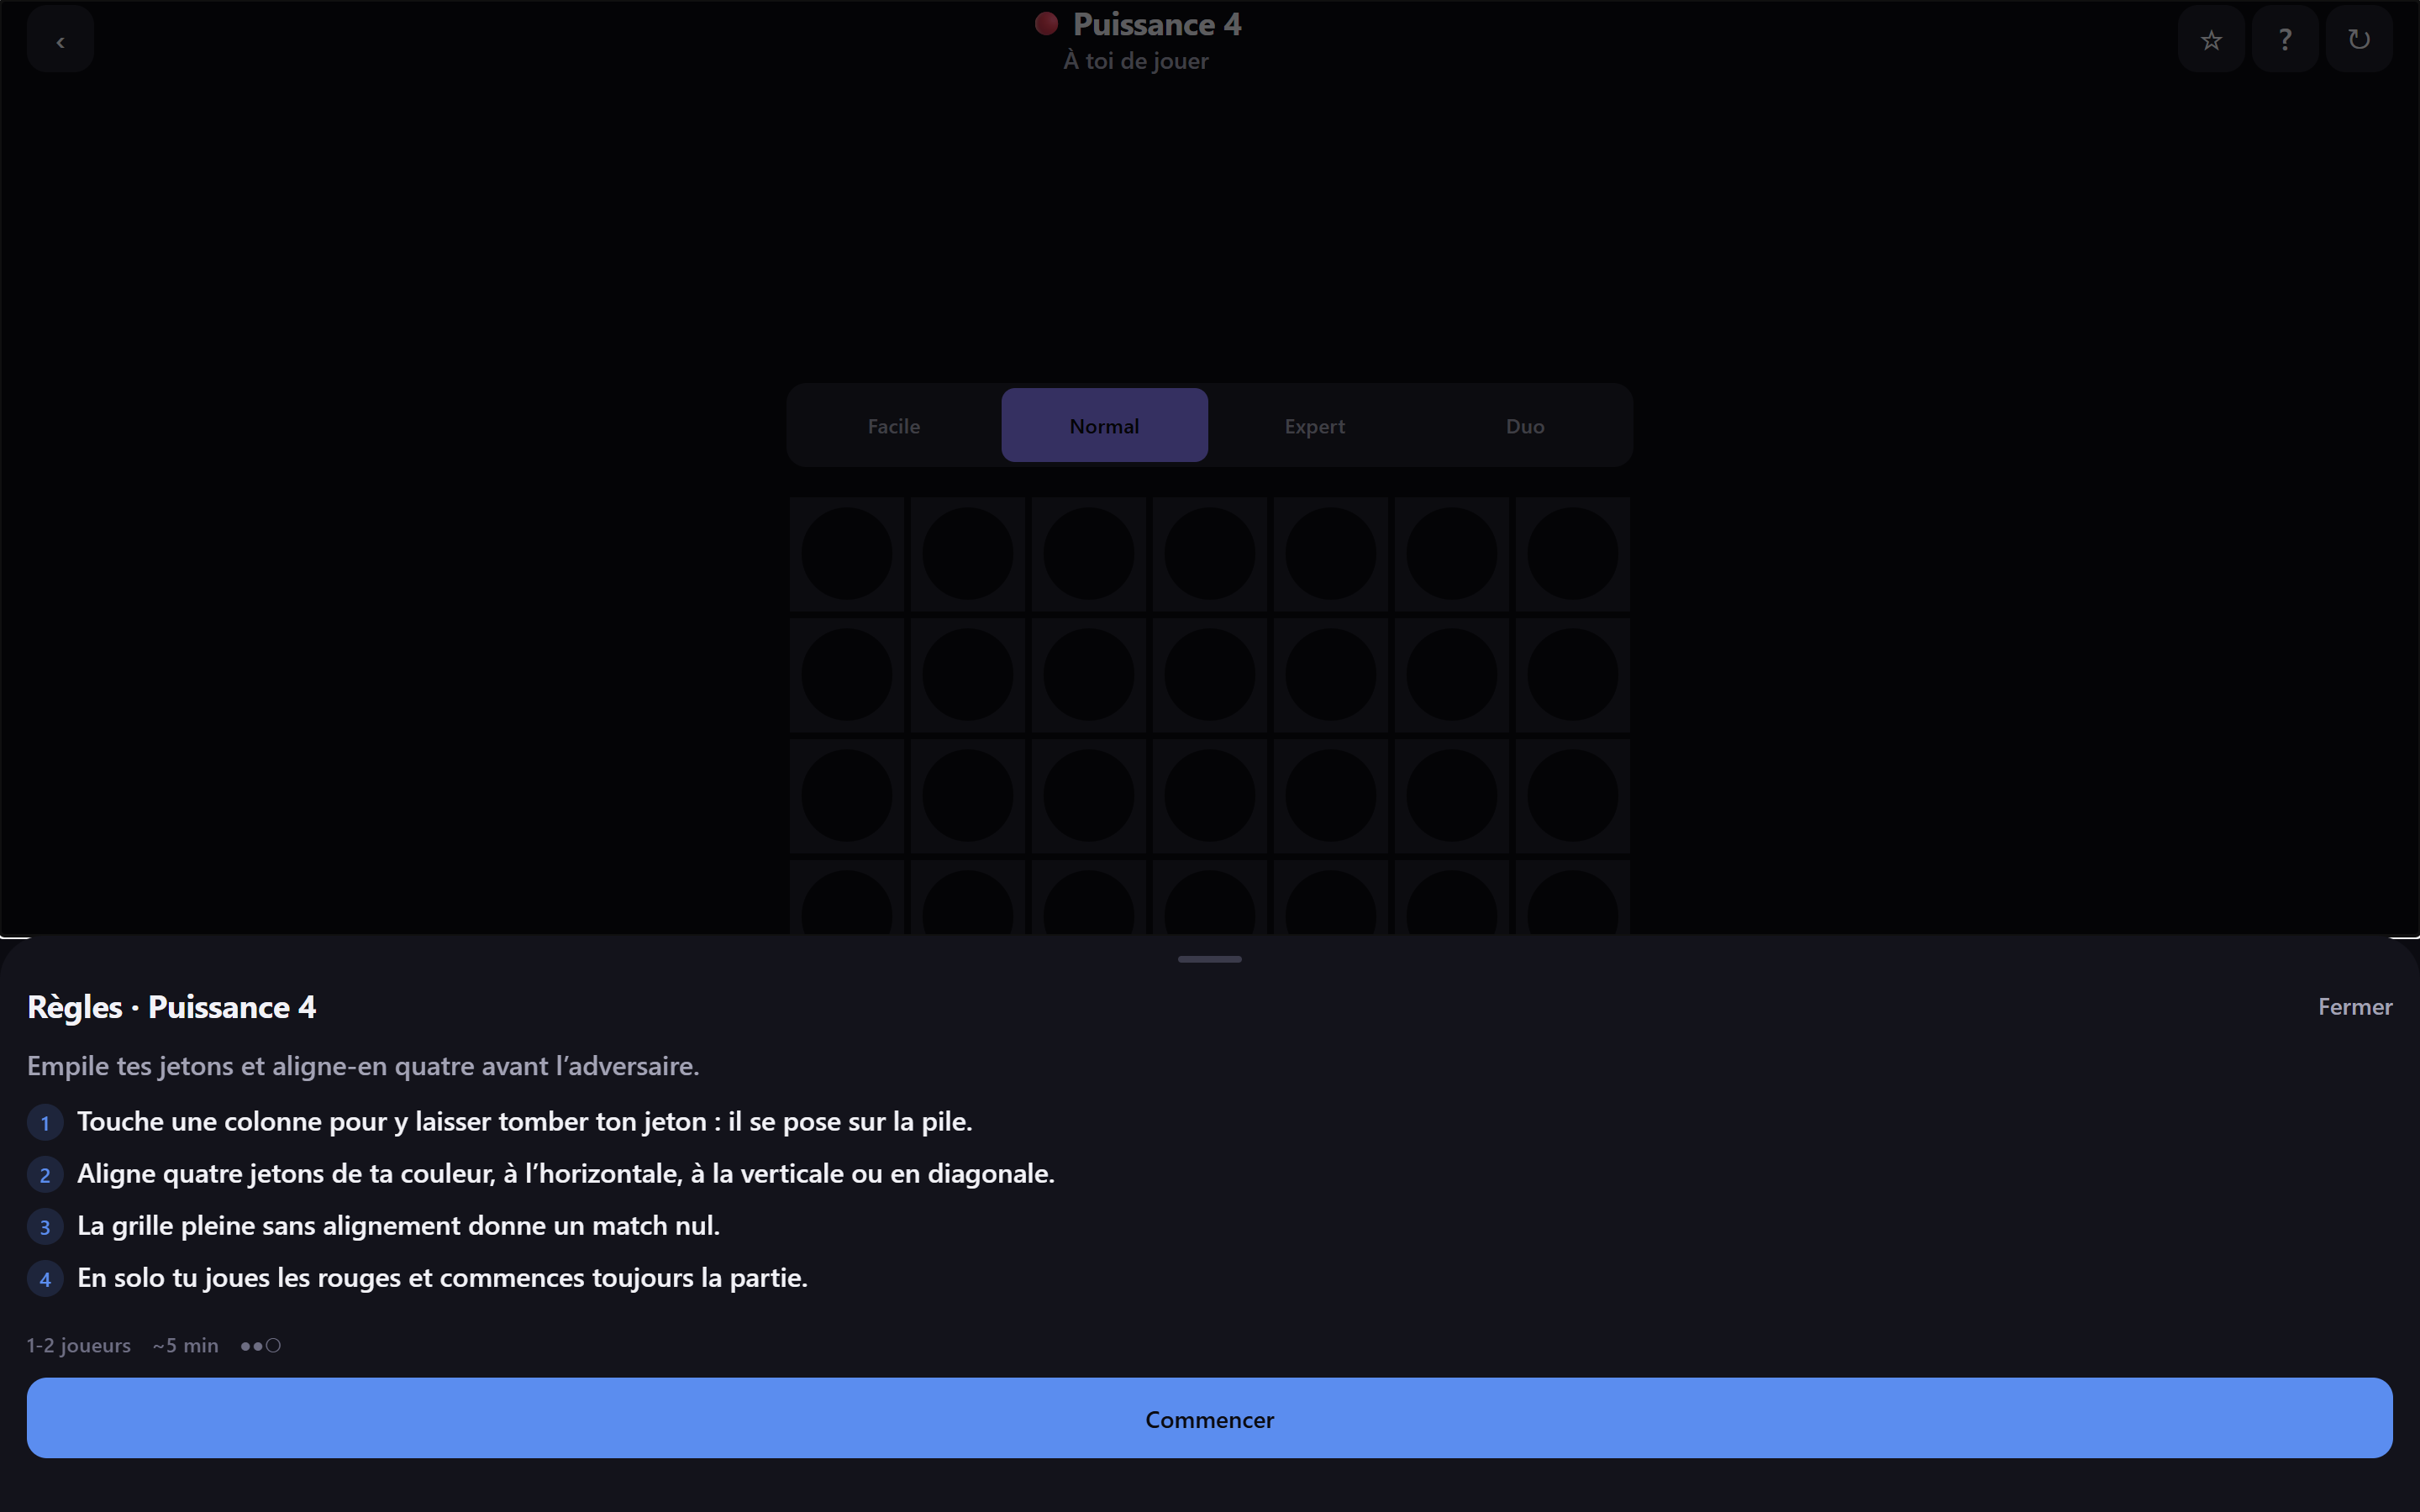 ‹
Puissance 4
À toi de jouer
?
Facile
Normal
Expert
Duo
Règles · Puissance 4
Fermer
Empile tes jetons et aligne-en quatre avant l’adversaire.
1 Touche une colonne pour y laisser tomber ton jeton : il se pose sur la pile.
2 Aligne quatre jetons de ta couleur, à l’horizontale, à la verticale ou en diagonale.
3 La grille pleine sans alignement donne un match nul.
4 En solo tu joues les rouges et commences toujours la partie.
1-2 joueurs ~5 min ●●○
Commencer